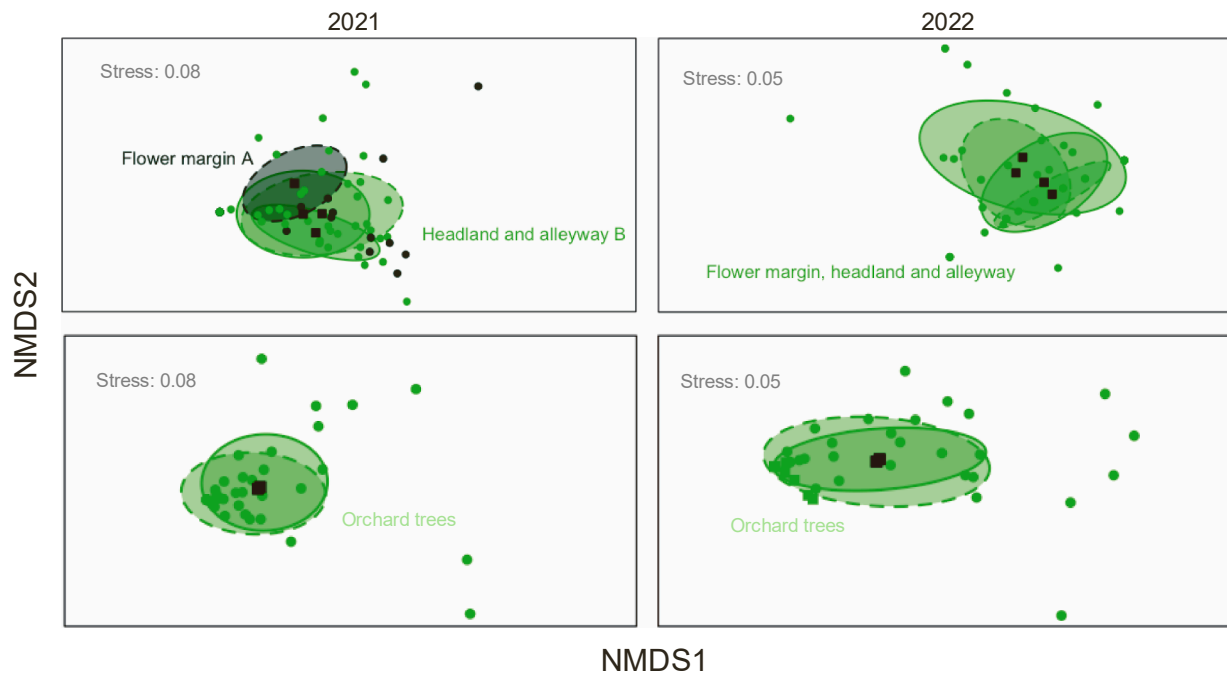 2021
2022
Stress: 0.08
Stress: 0.05
Flower margin A
Headland and alleyway B
Flower margin, headland and alleyway
NMDS2
Stress: 0.08
Stress: 0.05
Orchard trees
Orchard trees
NMDS1